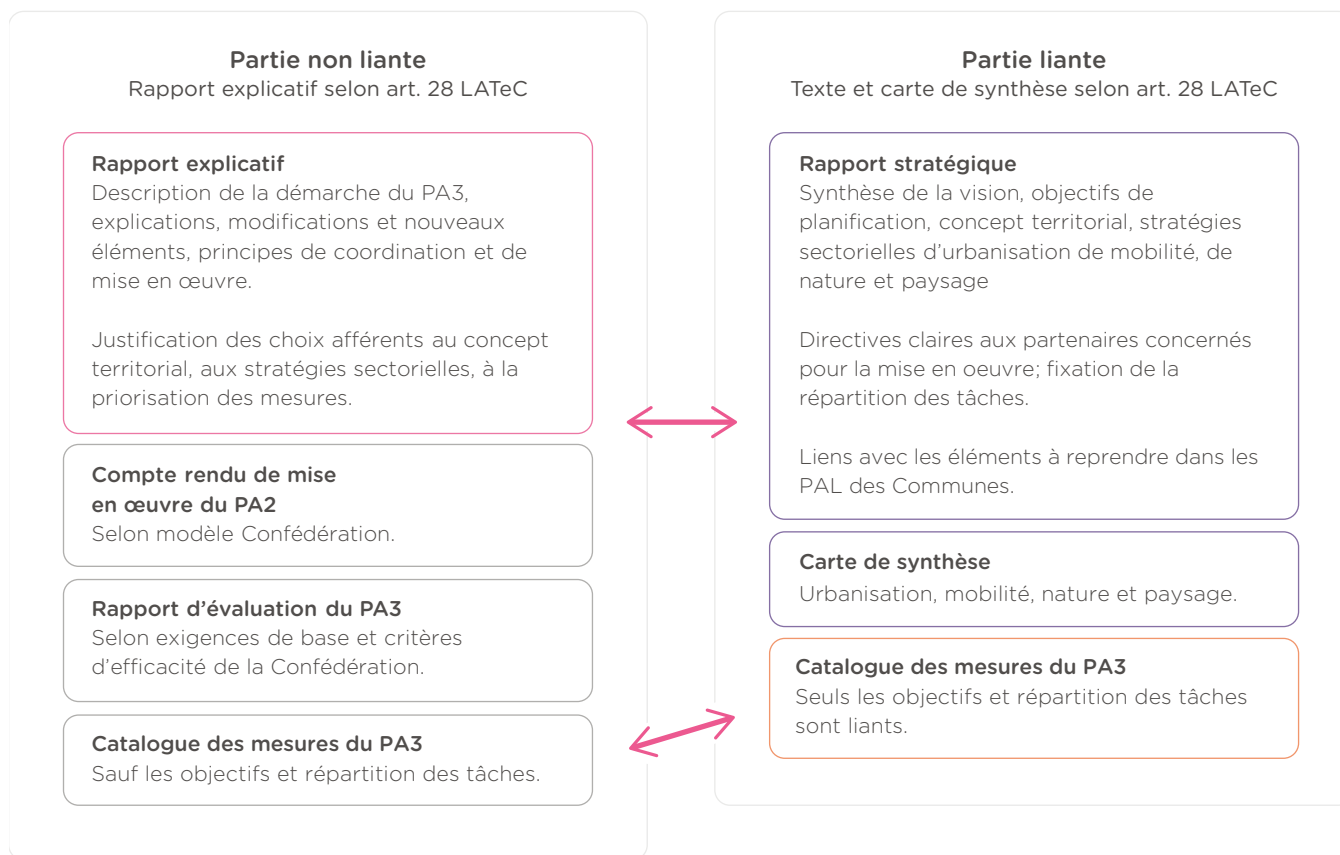 Partie non liante
Rapport explicatif selon art. 28 LATeC
Rapport explicatif
Description de la démarche du PA3,
explications, modifications et nouveaux
éléments, principes de coordination et de
mise en œuvre.
Justification des choix afférents au concept
territorial, aux stratégies sectorielles, à la
priorisation des mesures.
Compte rendu de mise
en œuvre du PA2
Selon modèle Confédération.
Rapport d'évaluation du PA3
Selon exigences de base et critères
d'efficacité de la Confédération.
Catalogue des mesures du PA3
Sauf les objectifs et répartition des tâches.
Partie liante
Texte et carte de synthèse selon art. 28 LATeC
Rapport stratégique
Synthèse de la vision, objectifs de
planification, concept territorial, stratégies
sectorielles d'urbanisation de mobilité, de
nature et paysage
Directives claires aux partenaires concernés
pour la mise en oeuvre; fixation de la
répartition des tâches.
Liens avec les éléments à reprendre dans les
PAL des Communes.
Carte de synthèse
Urbanisation, mobilité, nature et paysage.
Catalogue des mesures du PA3
Seuls les objectifs et répartition des tâches
sont liants.